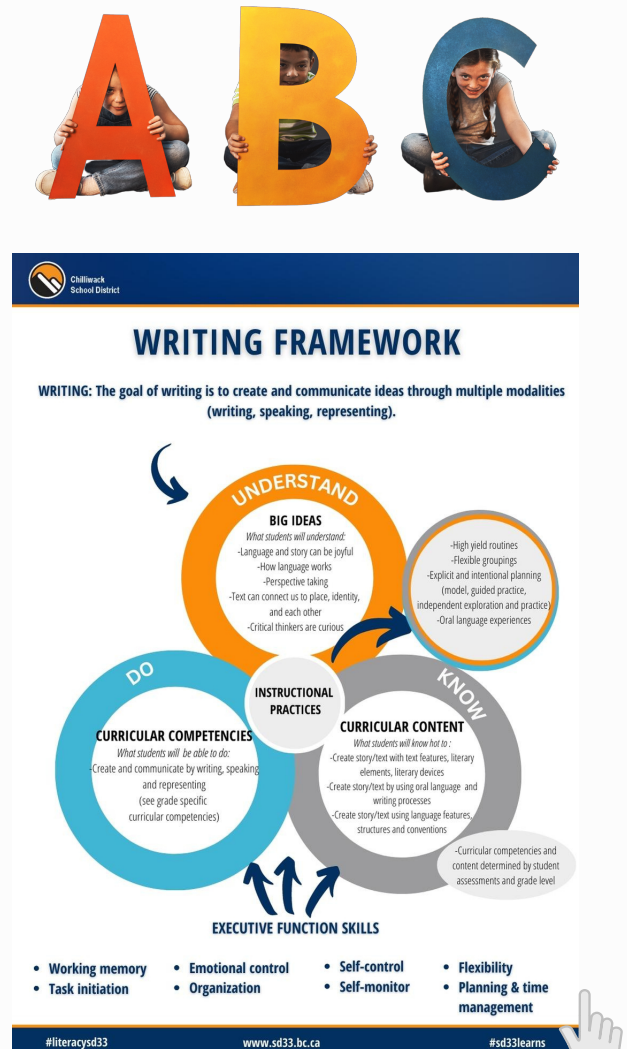 A B C
Chilliwack
School District
WRITING FRAMEWORK
WRITING: The goal of writing is to create and communicate ideas through multiple modalities
(writing, speaking, representing).
UNDERSTAND
BIG IDEAS
What students will understand:
-Language and story can be joyful
-How language works
-Perspective taking
-Text can connect us to place, identity,
and each other
-Critical thinkers are curious
-High yield routines
-Flexible groupings
-Explicit and intentional planning
(model, guided practice,
independent exploration and practice)
-Oral language experiences
INSTRUCTIONAL
PRACTICES
DO
CURRICULAR COMPETENCIES
What students will be able to do:
-Create and communicate by writing, speaking
and representing
(see grade specific
curricular competencies)
KNOW
CURRICULAR CONTENT
What students will know hot to :
-Create story/text with text features, literary
elements, literary devices
-Create story/text by using oral language and
writing processes
-Create story/text using language features,
structures and conventions
-Curricular competencies and
content determined by student
assessments and grade level
EXECUTIVE FUNCTION SKILLS
• Working memory
• Task initiation
• Emotional control
• Organization
• Self-control
• Self-monitor
• Flexibility
• Planning & time
management
#literacysd33
www.sd33.bc.ca
#sd33learns